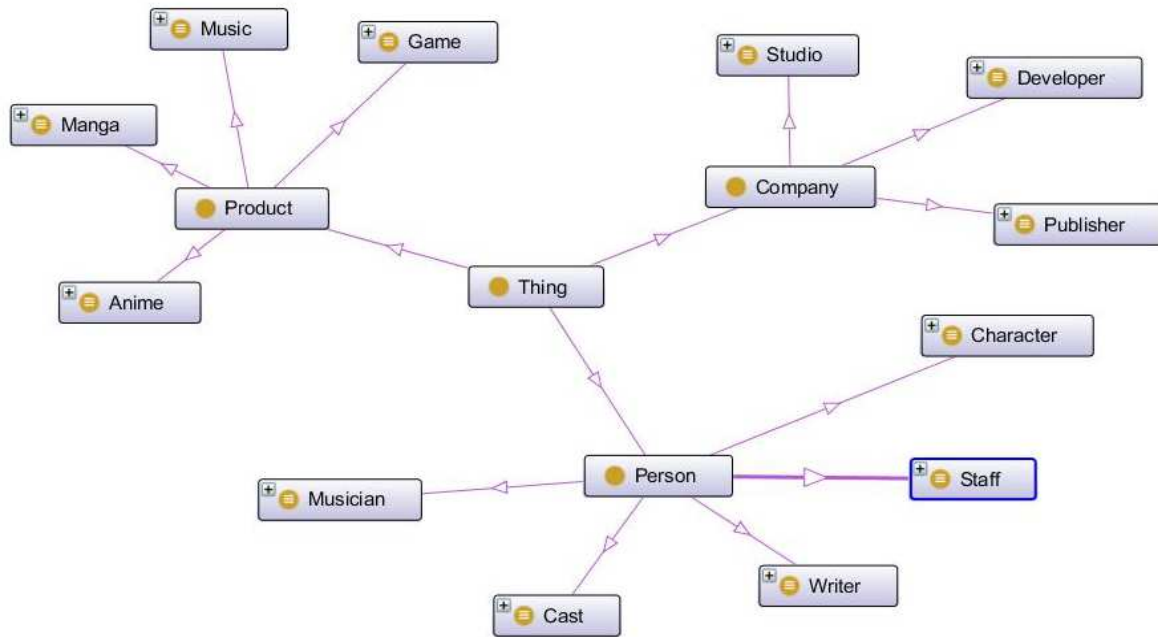 Music
Game
Studio
Developer
Manga
Company
Product
Publisher
Thing
Anime
Character
Person
Staff
Musician
Writer
Cast